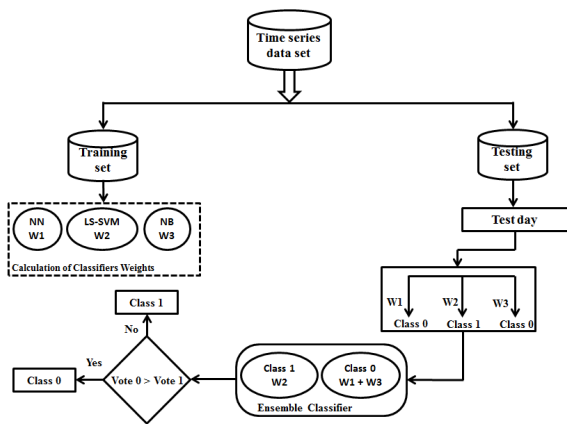 Time series
data set
Training
set
Testing
set
NN
W1
LS-SVM
W2
NB
W3
Calculation of Classifiers Weights
Test day
W1
W2
W3
Class 0
Class 1
Class 0
Class 1
No
Yes
Class 0
Vote 0 > Vote 1
Class 1
W2
Class 0
W1 + W3
Ensemble Classifier